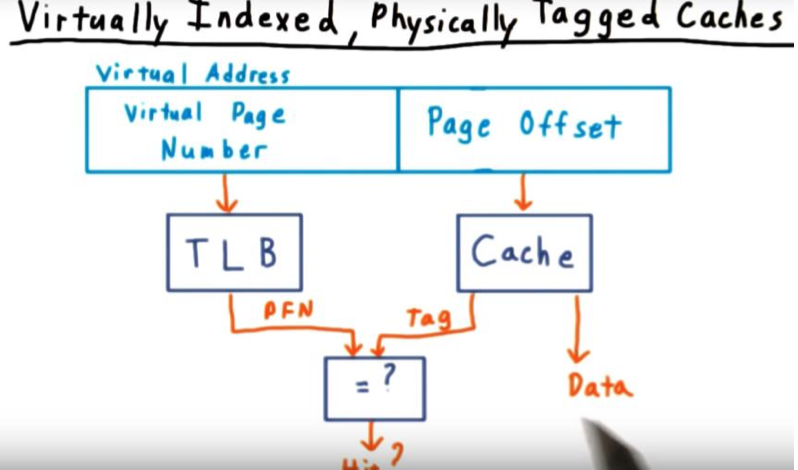 Virtually Indexed, Physically Tagged Caches
Virtual Address
Virtual Page
Number
Page Offset
TLB
Cache
PFN
Tag
= ?
Data
Hit?